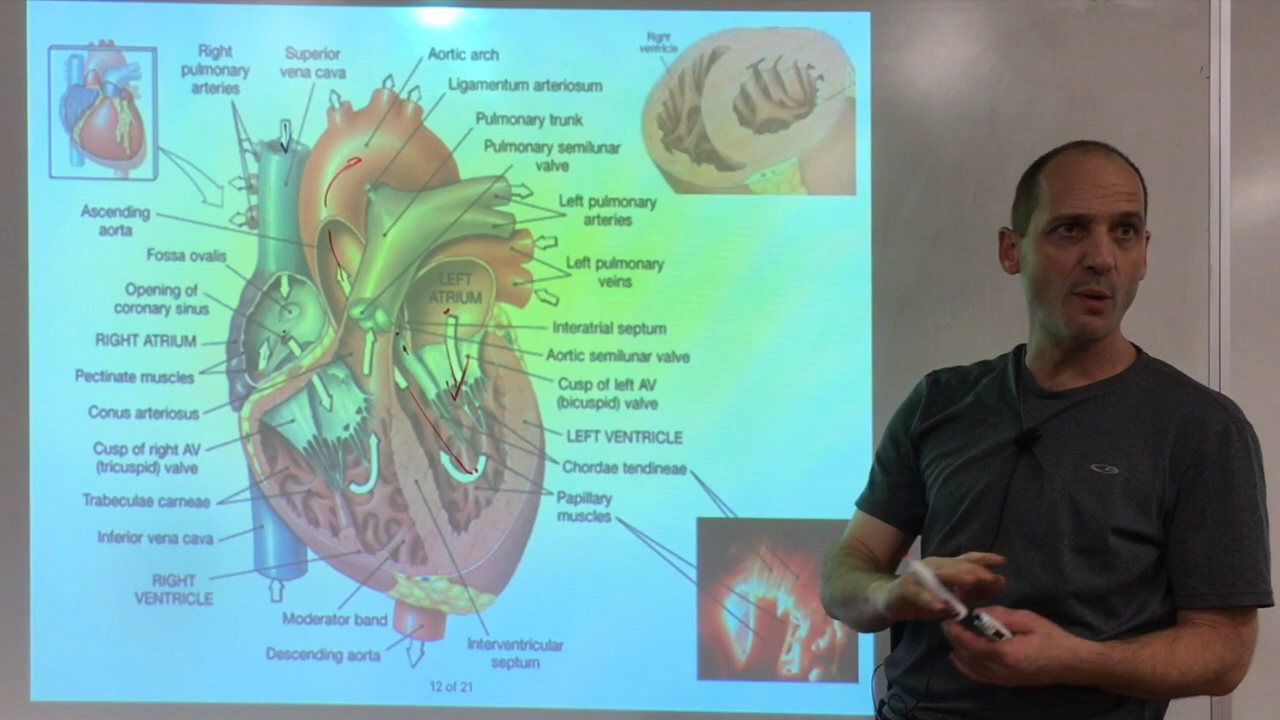 Right
pulmonary
arteries
Superior
vena cava
Aortic arch
Ligamentum arteriosum
Pulmonary trunk
Pulmonary semilunar
valve
Right
ventricle
Left pulmonary
arteries
Left pulmonary
veins
LEFT
ATRIUM
Interatrial septum
Aortic semilunar valve
Cusp of left AV
(bicuspid) valve
LEFT VENTRICLE
Chordae tendineae
Papillary
muscles
Ascending
aorta
Fossa ovalis
Opening of
coronary sinus
RIGHT ATRIUM
Pectinate muscles
Conus arteriosus
Cusp of right AV
(tricuspid) valve
Trabeculae carneae
Inferior vena cava
RIGHT
VENTRICLE
Moderator band
Descending aorta
Interventricular
septum
12 of 21